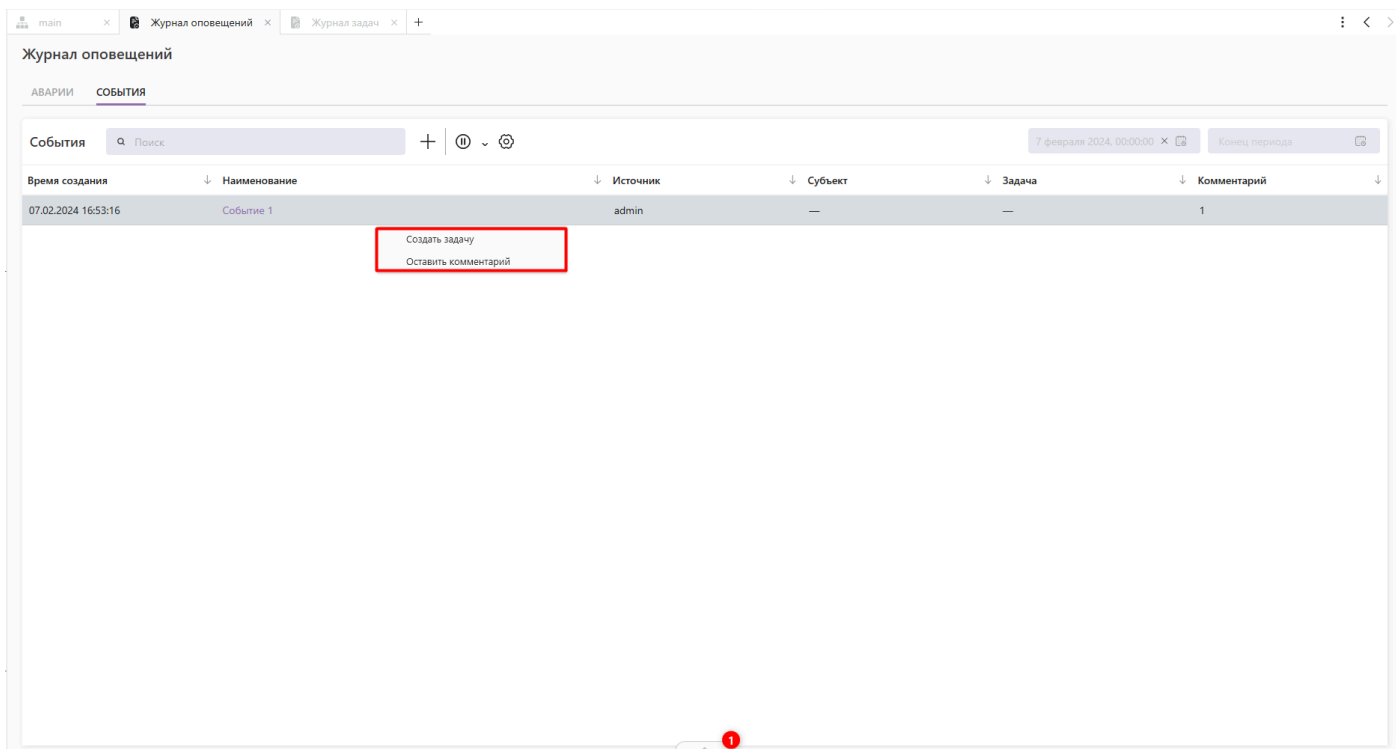 main Журнал оповещений Журнал задач
Журнал оповещений
АВАРИИ СОБЫТИЯ
События Поиск 7 февраля 2024, 00:00:00 Конец периода
Время создания Наименование Источник Субъект Задача Комментарий
07.02.2024 16:53:16 Событие 1 admin — — 1
Создать задачу
Оставить комментарий
1